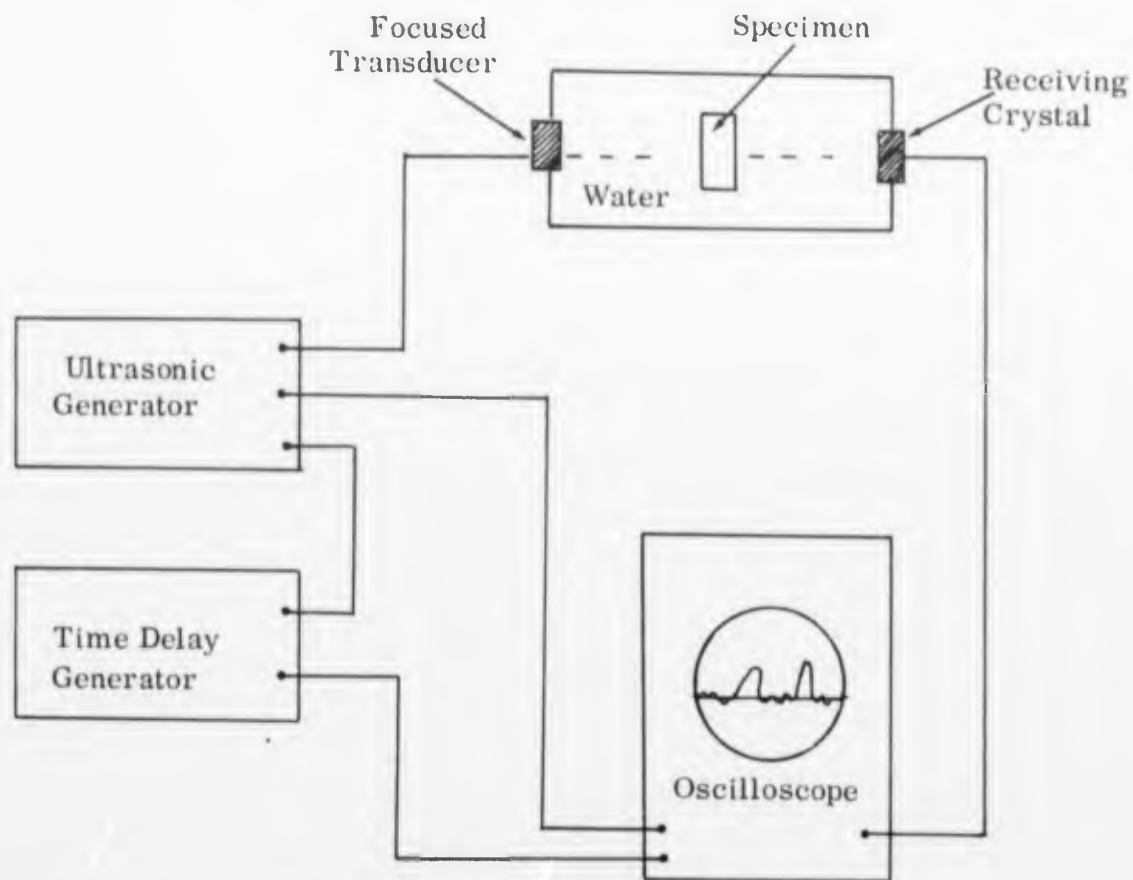 Focused
Transducer
Specimen
Receiving
Crystal
Water
Ultrasonic
Generator
Time Delay
Generator
Oscilloscope